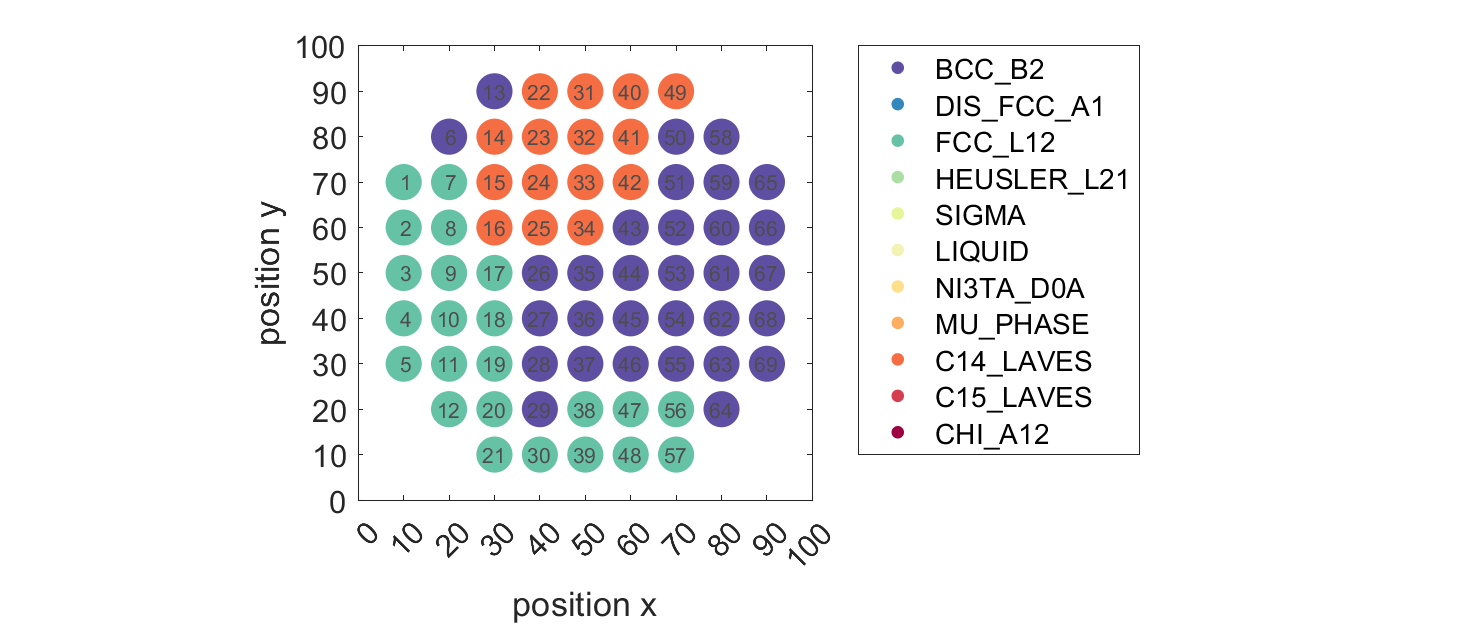 100
90
80
70
60
50
40
30
20
10
0
position y
13 22 31 40 49
6 14 23 32 41 50 58
1 7 15 24 33 42 51 59 65
2 8 16 25 34 43 52 60 66
3 9 17 26 35 44 53 61 67
4 10 18 27 36 45 54 62 68
5 11 19 28 37 46 55 63 69
12 20 29 38 47 56 64
21 30 39 48 57
0 10 20 30 40 50 60 70 80 90 100
position x
BCC_B2
DIS_FCC_A1
FCC_L12
HEUSLER_L21
SIGMA
LIQUID
NI3TA_D0A
MU_PHASE
C14_LAVES
C15_LAVES
CHI_A12